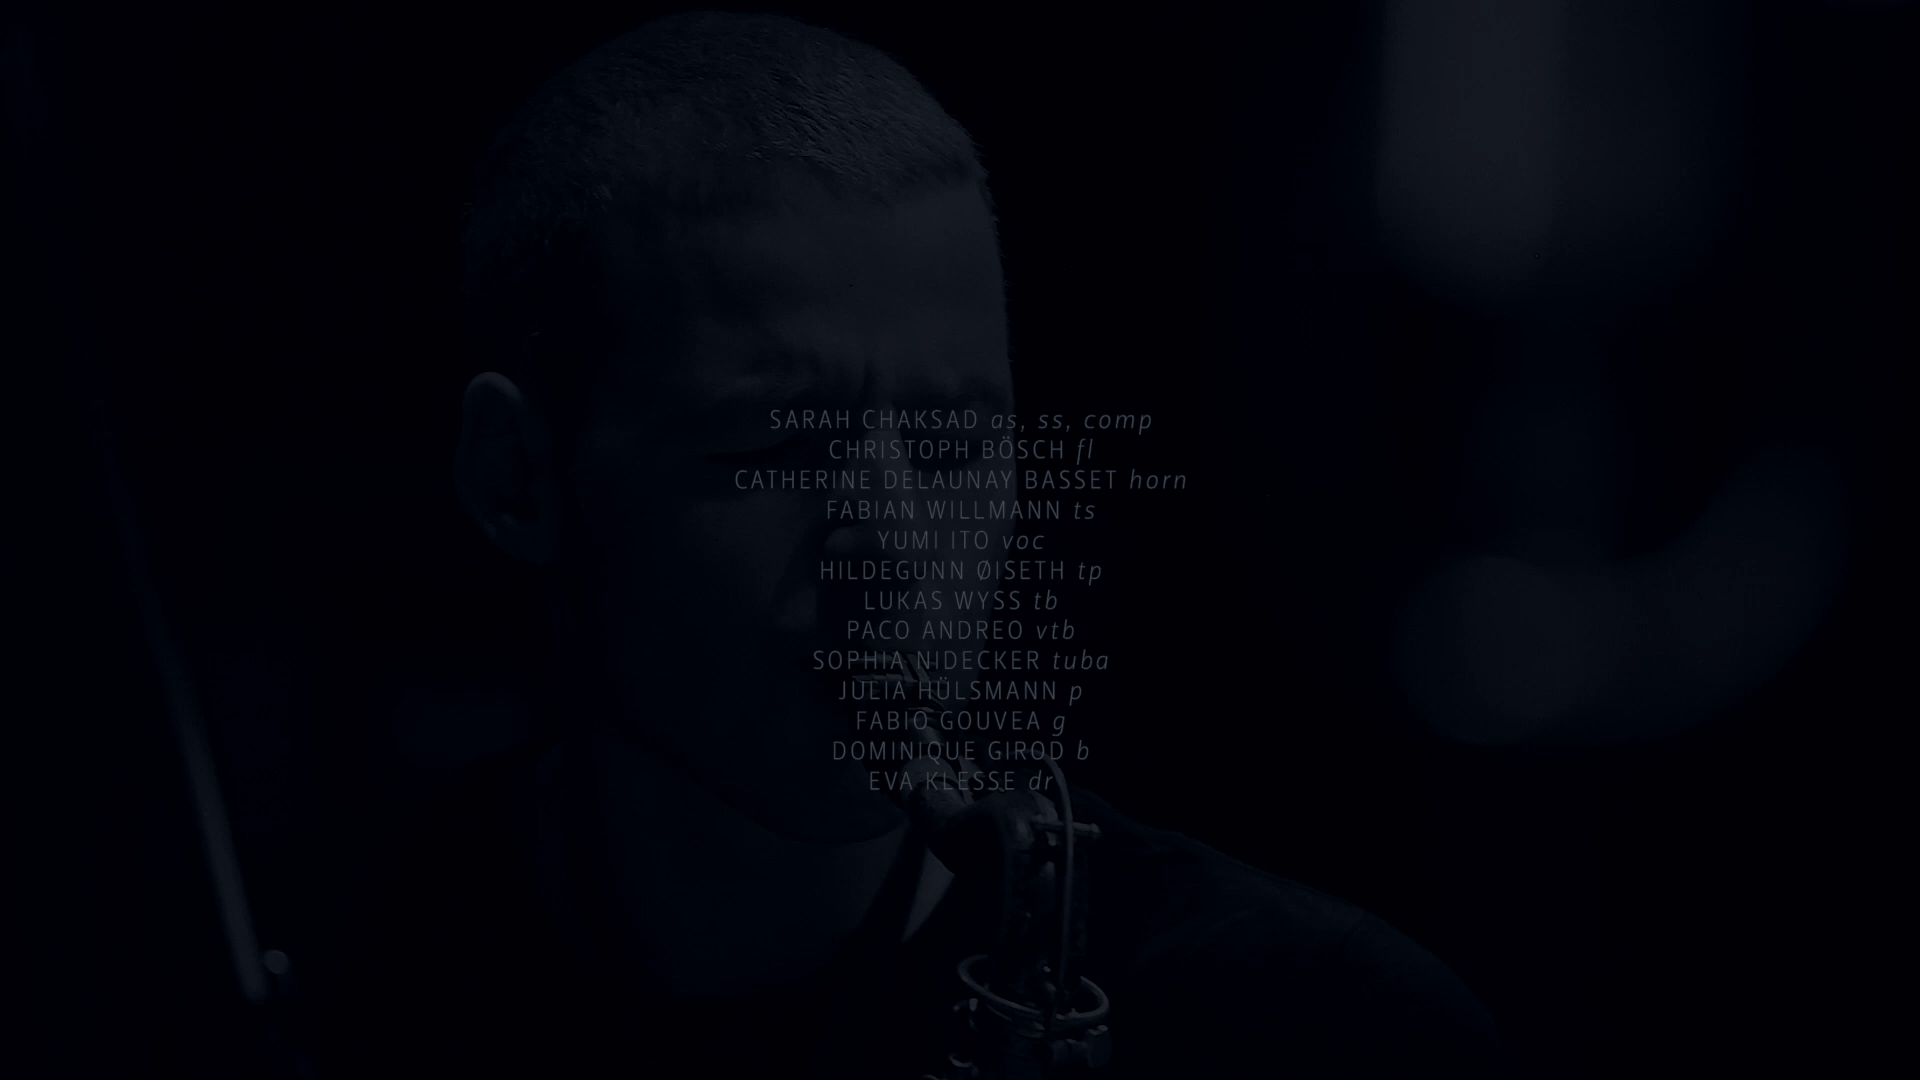 SARAH CHAKSAD as, ss, comp
CHRISTOPH BÖSCH fl
CATHERINE DELAUNAY BASSET horn
FABIAN WILLMANN ts
YUMI ITO voc
HILDEGUNN ØISETH tp
LUKAS WYSS tb
PACO ANDREO vtb
SOPHIA NIDECKER tuba
JULIA HÜLSMANN p
FABIO GOUVEA g
DOMINIQUE GIROD b
EVA KLESSE dr